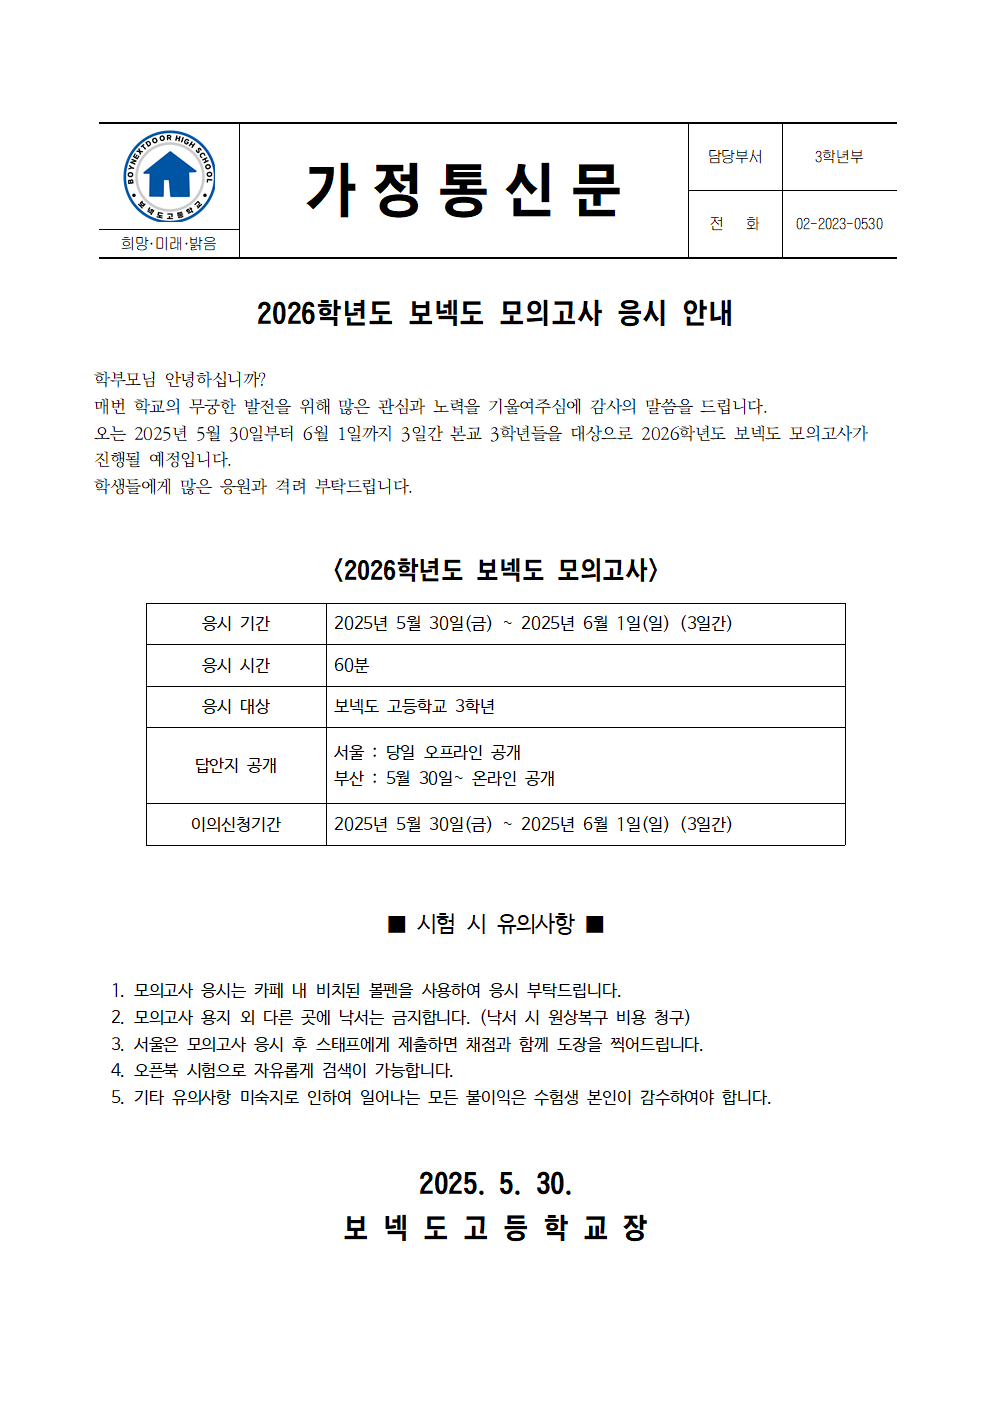 BOYNEXTDOOR HIGH SCHOOL
보넥도고등학교
희망·미래·밝음
가정통신문
담당부서 3학년부
전 화 02-2023-0530
2026학년도 보넥도 모의고사 응시 안내
학부모님 안녕하십니까?
매번 학교의 무궁한 발전을 위해 많은 관심과 노력을 기울여주심에 감사의 말씀을 드립니다.
오는 2025년 5월 30일부터 6월 1일까지 3일간 본교 3학년들을 대상으로 2026학년도 보넥도 모의고사가
진행될 예정입니다.
학생들에게 많은 응원과 격려 부탁드립니다.
<2026학년도 보넥도 모의고사>
응시 기간 2025년 5월 30일(금) ~ 2025년 6월 1일(일) (3일간)
응시 시간 60분
응시 대상 보넥도 고등학교 3학년
답안지 공개
서울 : 당일 오프라인 공개
부산 : 5월 30일~ 온라인 공개
이의신청기간 2025년 5월 30일(금) ~ 2025년 6월 1일(일) (3일간)
■ 시험 시 유의사항 ■
1. 모의고사 응시는 카페 내 비치된 볼펜을 사용하여 응시 부탁드립니다.
2. 모의고사 용지 외 다른 곳에 낙서는 금지합니다. (낙서 시 원상복구 비용 청구)
3. 서울은 모의고사 응시 후 스태프에게 제출하면 채점과 함께 도장을 찍어드립니다.
4. 오픈북 시험으로 자유롭게 검색이 가능합니다.
5. 기타 유의사항 미숙지로 인하여 일어나는 모든 불이익은 수험생 본인이 감수하여야 합니다.
2025. 5. 30.
보넥도고등학교장